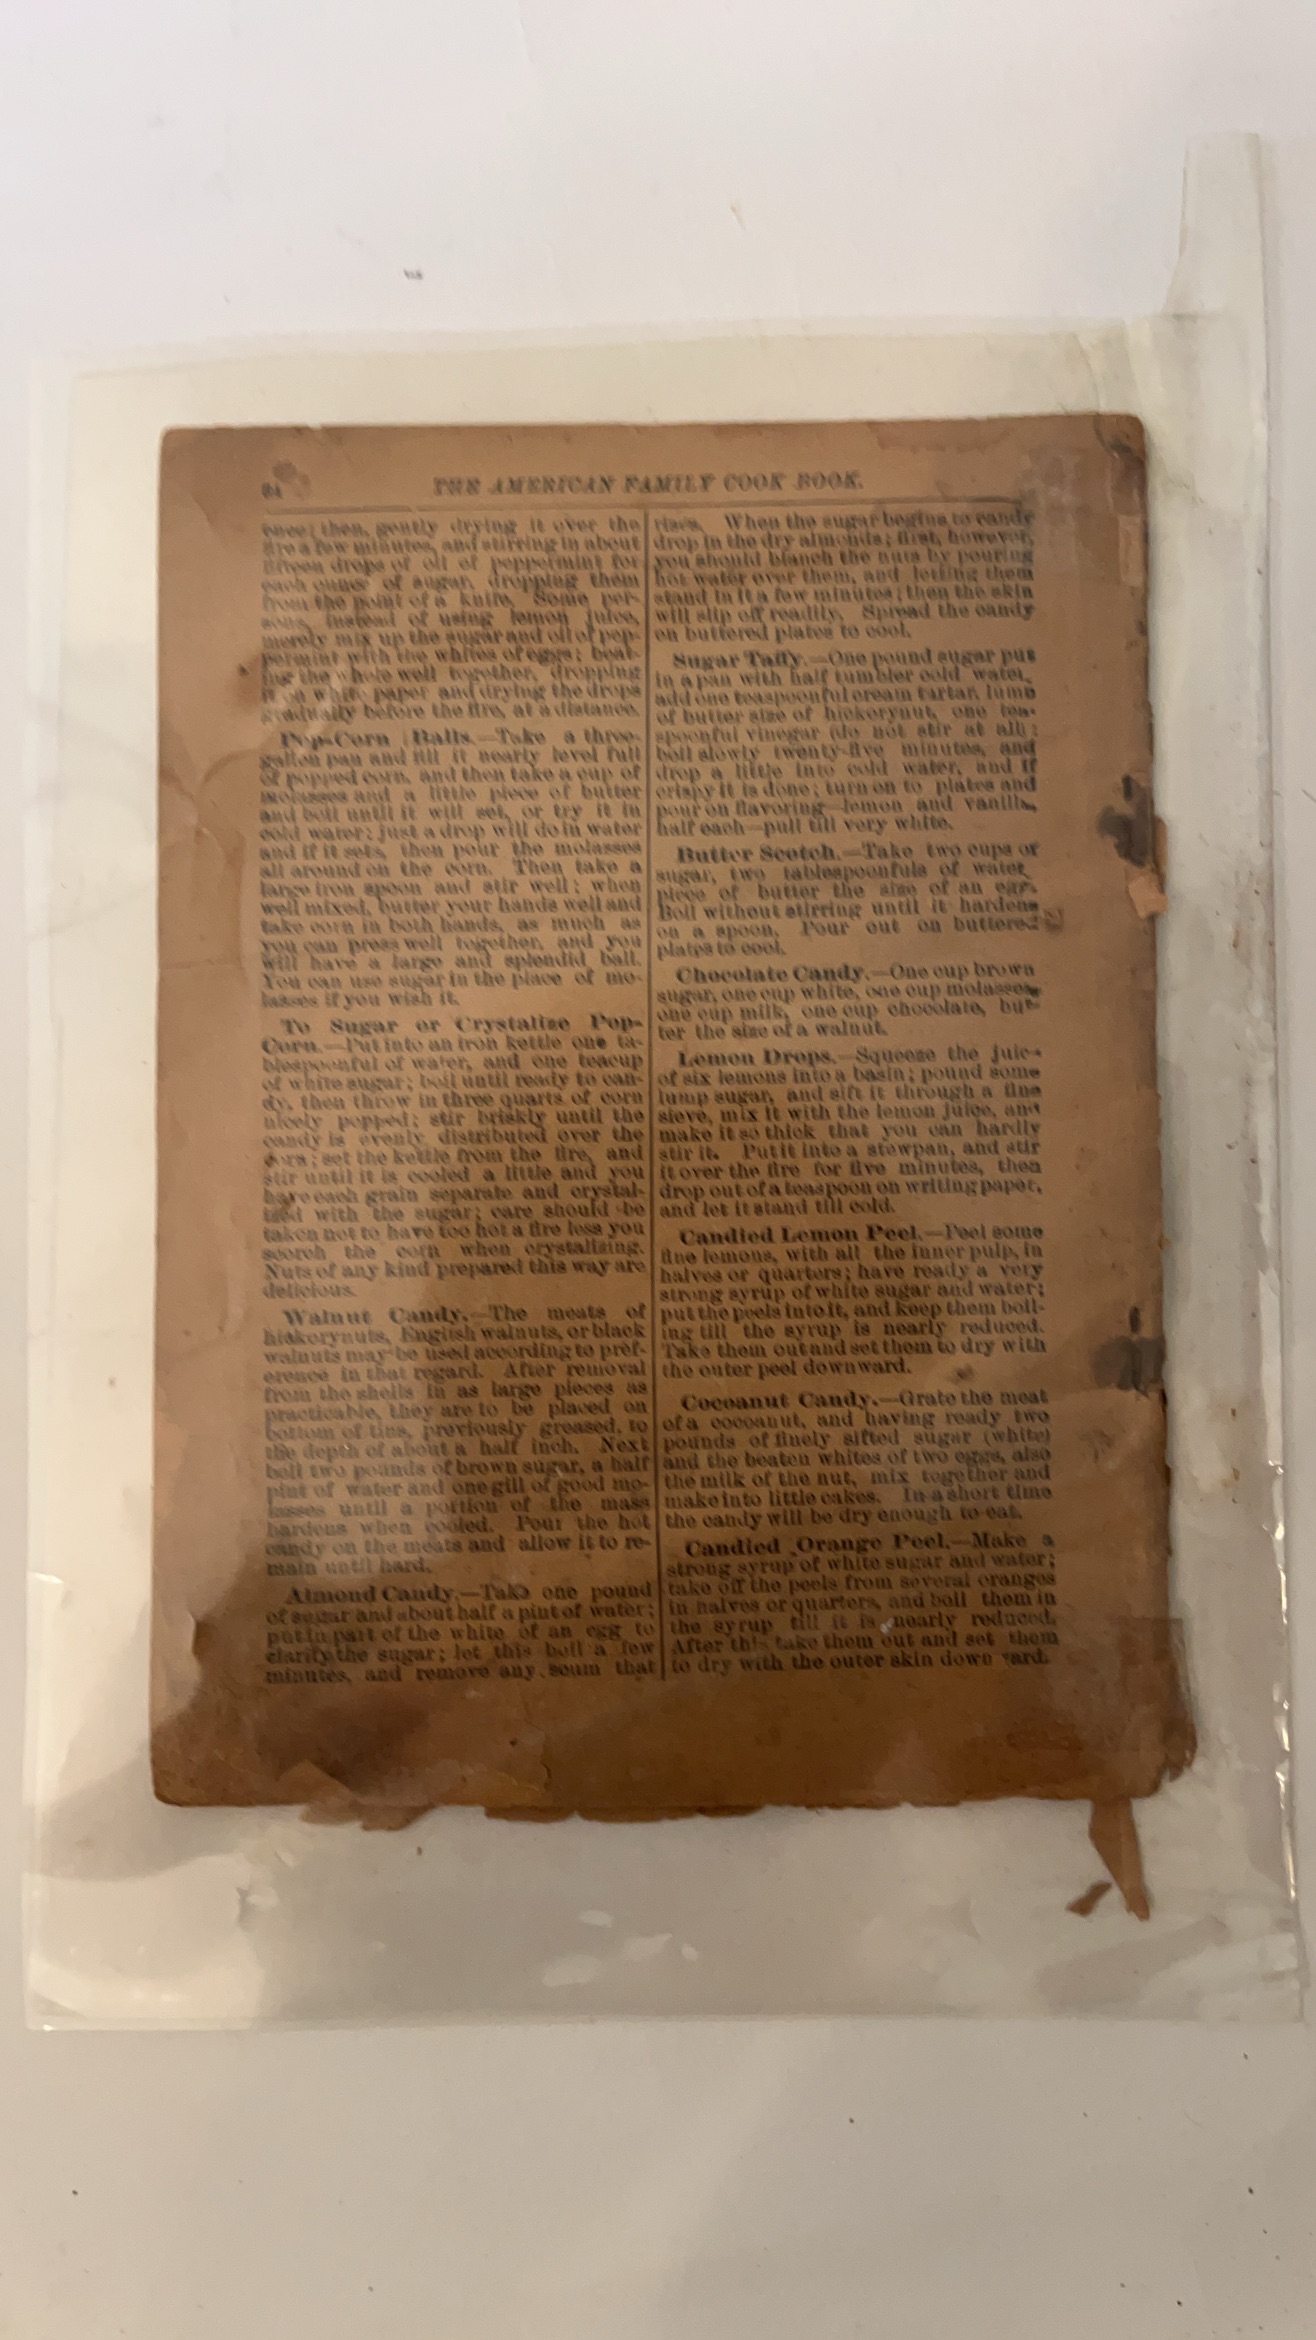 84
THE AMERICAN FAMILY COOK BOOK.
once; then, gently drying it over the
fire a few minutes, and stirring in about
fifteen drops of oil of peppermint for
each ounce of sugar, dropping them
from the point of a knife. Some per-
sons, instead of using lemon juice,
merely mix up the sugar and oil of pep-
permint with the whites of eggs; beat-
ing the whole well together, dropping
it on white paper and drying the drops
gradually before the fire, at a distance.
Pop-Corn Balls.—Take a three-
gallon pan and fill it nearly level full
of popped corn, and then take a cup of
molasses and a little piece of butter
and boil until it will set, or try it in
cold water; just a drop will do in water
and if it sets, then pour the molasses
all around on the corn. Then take a
large iron spoon and stir well; when
well mixed, butter your hands well and
take corn in both hands, as much as
you can press well together, and you
will have a large and splendid ball.
You can use sugar in the place of mo-
lasses if you wish it.
To Sugar or Crystalize Pop-
Corn.—Put into an iron kettle one ta-
blespoonful of water, and one teacup
of white sugar; boil until ready to can-
dy, then throw in three quarts of corn
nicely popped; stir briskly until the
candy is evenly distributed over the
corn; set the kettle from the fire, and
stir until it is cooled a little and you
have each grain separate and crystal-
ized with the sugar; care should be
taken not to have too hot a fire less you
scorch the corn when crystalizing.
Nuts of any kind prepared this way are
delicious.
Walnut Candy.—The meats of
hickorynuts, English walnuts, or black
walnuts may be used according to pref-
erence in that regard. After removal
from the shells in as large pieces as
practicable, they are to be placed on
bottom of tins, previously greased, to
the depth of about a half inch. Next
boil two pounds of brown sugar, a half
pint of water and one gill of good mo-
lasses until a portion of the mass
hardens when cooled. Pour the hot
candy on the meats and allow it to re-
main until hard.
Almond Candy.—Take one pound
of sugar and about half a pint of water;
put in part of the white of an egg to
clarify the sugar; let this boil a few
minutes, and remove any scum that
rises. When the sugar begins to candy
drop in the dry almonds; first, however,
you should blanch the nuts by pouring
hot water over them, and letting them
stand in it a few minutes; then the skin
will slip off readily. Spread the candy
on buttered plates to cool.
Sugar Taffy.—One pound sugar put
in a pan with half tumbler cold water,
add one teaspoonful cream tartar, lump
of butter size of hickorynut, one tea-
spoonful vinegar (do not stir at all);
boil slowly twenty-five minutes, and
drop a little into cold water, and if
crispy it is done; turn on to plates and
pour on flavoring—lemon and vanilla,
half each—pull till very white.
Butter Scotch.—Take two cups of
sugar, two tablespoonfuls of water,
piece of butter the size of an egg.
Boil without stirring until it hardens
on a spoon. Pour out on buttered
plates to cool.
Chocolate Candy.—One cup brown
sugar, one cup white, one cup molasses,
one cup milk, one cup chocolate, but-
ter the size of a walnut.
Lemon Drops.—Squeeze the juice
of six lemons into a basin; pound some
lump sugar, and sift it through a fine
sieve, mix it with the lemon juice, and
make it so thick that you can hardly
stir it. Put it into a stewpan, and stir
it over the fire for five minutes, then
drop out of a teaspoon on writing paper,
and let it stand till cold.
Candied Lemon Peel.—Peel some
fine lemons, with all the inner pulp, in
halves or quarters; have ready a very
strong syrup of white sugar and water;
put the peels into it, and keep them boil-
ing till the syrup is nearly reduced.
Take them out and set them to dry with
the outer peel downward.
Cocoanut Candy.—Grate the meat
of a cocoanut, and having ready two
pounds of finely sifted sugar (white)
and the beaten whites of two eggs, also
the milk of the nut, mix together and
make into little cakes. In a short time
the candy will be dry enough to eat.
Candied Orange Peel.—Make a
strong syrup of white sugar and water;
take off the peels from several oranges
in halves or quarters, and boil them in
the syrup till it is nearly reduced.
After this take them out and set them
to dry with the outer skin downward.